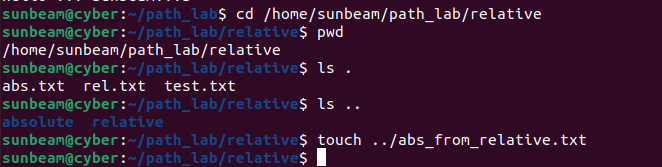 sunbeam@cyber:~/path_lab$ cd /home/sunbeam/path_lab/relative
sunbeam@cyber:~/path_lab/relative$ pwd
/home/sunbeam/path_lab/relative
sunbeam@cyber:~/path_lab/relative$ ls .
abs.txt  rel.txt  test.txt
sunbeam@cyber:~/path_lab/relative$ ls ..
absolute  relative
sunbeam@cyber:~/path_lab/relative$ touch ../abs_from_relative.txt
sunbeam@cyber:~/path_lab/relative$